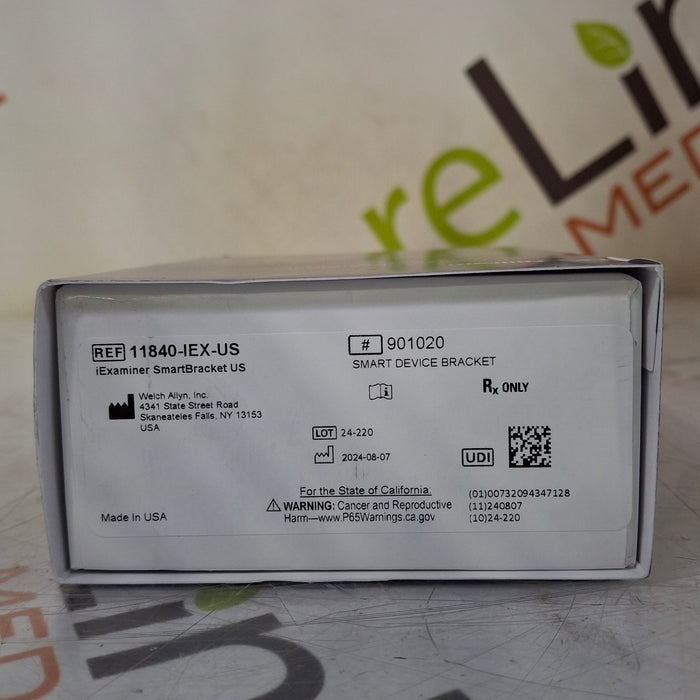 reLin
MED
REF 11840-IEX-US
iExaminer SmartBracket US
# 901020
SMART DEVICE BRACKET
Rx ONLY
Welch Allyn, Inc.
4341 State Street Road
Skaneateles Falls, NY 13153
USA
LOT 24-220
2024-08-07
UDI
For the State of California:
WARNING: Cancer and Reproductive
Harm—www.P65Warnings.ca.gov
(01)00732094347128
(11)240807
(10)24-220
Made in USA